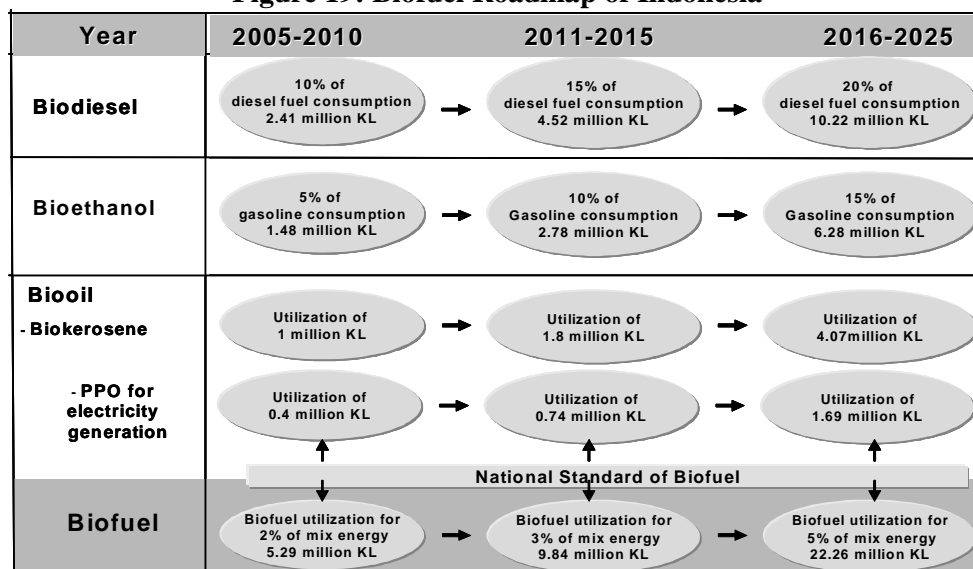 Figure 19: Biofuel Roadmap of Indonesia
Year 2005-2010 2011-2015 2016-2025
Biodiesel
10% of
diesel fuel consumption
2.41 million KL
15% of
diesel fuel consumption
4.52 million KL
20% of
diesel fuel consumption
10.22 million KL
Bioethanol
5% of
gasoline consumption
1.48 million KL
10% of
Gasoline consumption
2.78 million KL
15% of
Gasoline consumption
6.28 million KL
Biooil
- Biokerosene
Utilization of
1 million KL
Utilization of
1.8 million KL
Utilization of
4.07million KL
- PPO for
electricity
generation
Utilization of
0.4 million KL
Utilization of
0.74 million KL
Utilization of
1.69 million KL
National Standard of Biofuel
Biofuel
Biofuel utilization for
2% of mix energy
5.29 million KL
Biofuel utilization for
3% of mix energy
9.84 million KL
Biofuel utilization for
5% of mix energy
22.26 million KL